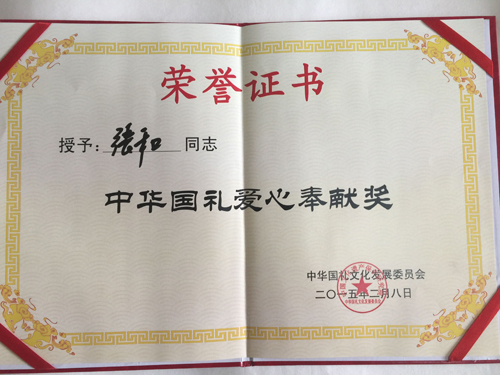 荣誉证书
授予：张和 同志
中华国礼爱心奉献奖
中华国礼文化发展委员会
二〇一五年二月八日